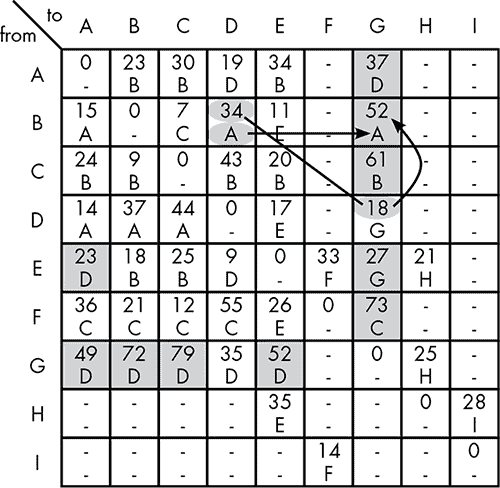 to
from
A B C D E F G H I
A 0 23 30 19 34 - 37 - -
- B B D B - D - -
B 15 0 7 34 11 - 52 - -
A - C A E - A - -
C 24 9 0 43 20 - 61 - -
B B - B B - B - -
D 14 37 44 0 17 - 18 - -
A A A - E - G - -
E 23 18 25 9 0 33 27 21 -
D B B D - F G H -
F 36 21 12 55 26 0 73 - -
C C C C E - C - -
G 49 72 79 35 52 - 0 25 -
D D D D D - - H -
H - - - - 35 - - 0 28
- - - - E - - - I
I - - - - - 14 - - 0
- - - - - F - - -